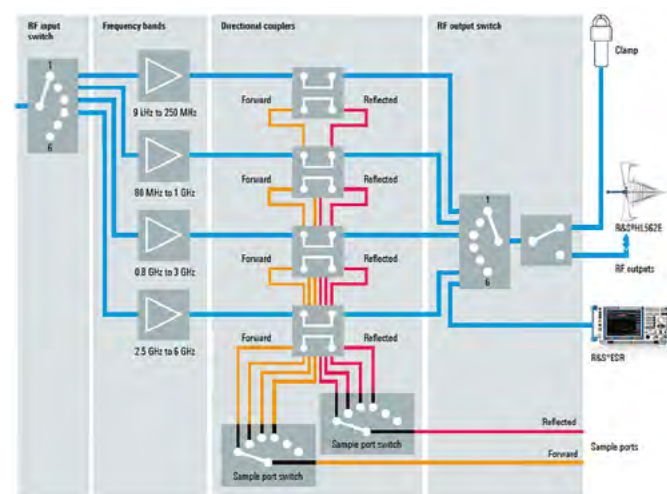 RF input
switch
Frequency bands
Directional couplers
RF output switch
1
6
9 kHz to 250 MHz
80 MHz to 1 GHz
0.8 GHz to 3 GHz
2.5 GHz to 6 GHz
Forward
Reflected
Forward
Reflected
Forward
Reflected
Forward
Reflected
1
6
Clamp
R&S®HL562E
RF outputs
R&S®ESR
Sample port switch
Sample port switch
Reflected
Sample ports
Forward